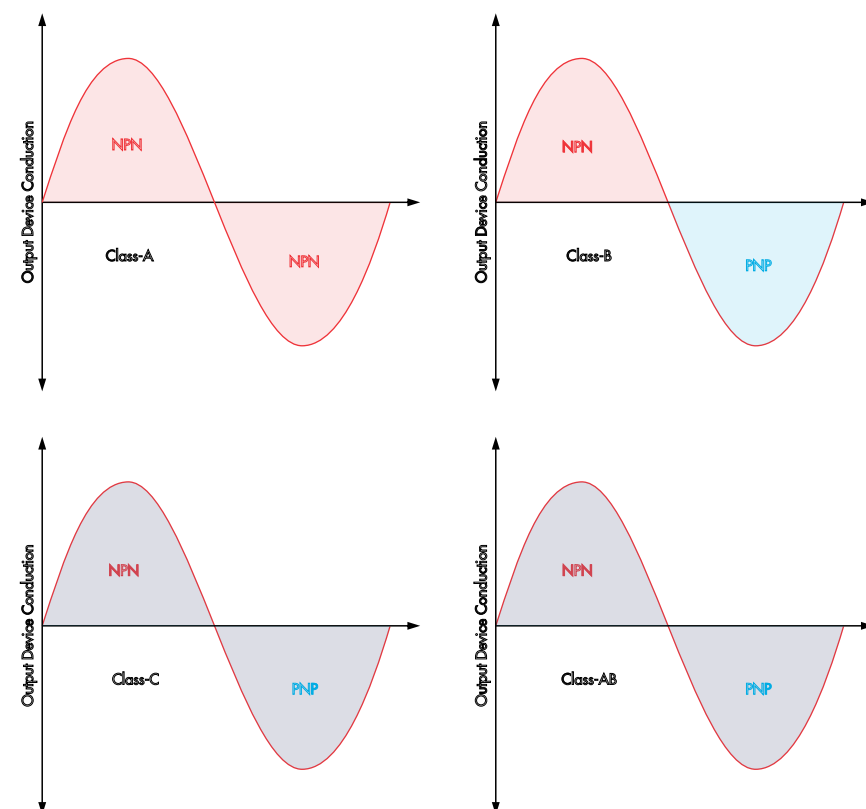 Output Device Conduction
NPN
Class-A
NPN
Output Device Conduction
NPN
Class-B
PNP
Output Device Conduction
NPN
Class-C
PNP
Output Device Conduction
NPN
Class-AB
PNP